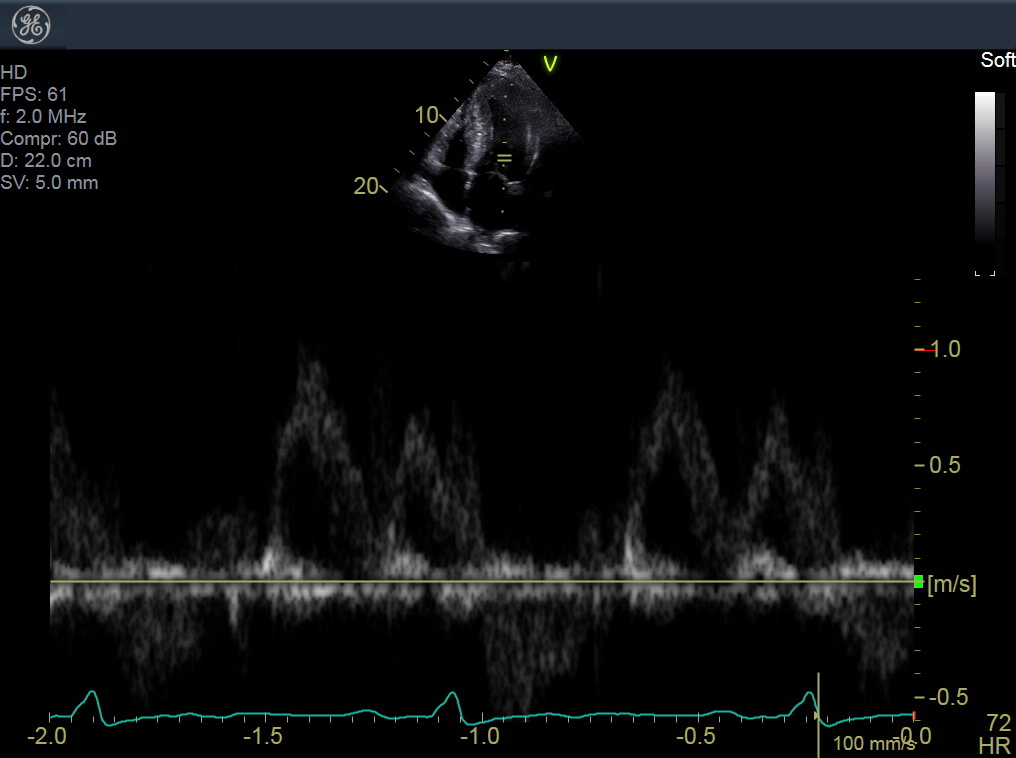 GE
V
Soft
HD
FPS: 61
f: 2.0 MHz
Compr: 60 dB
D: 22.0 cm
SV: 5.0 mm
10
20
1.0
0.5
[m/s]
-0.5
-2.0 -1.5 -1.0 -0.5 0.0
100 mm/s
72
HR